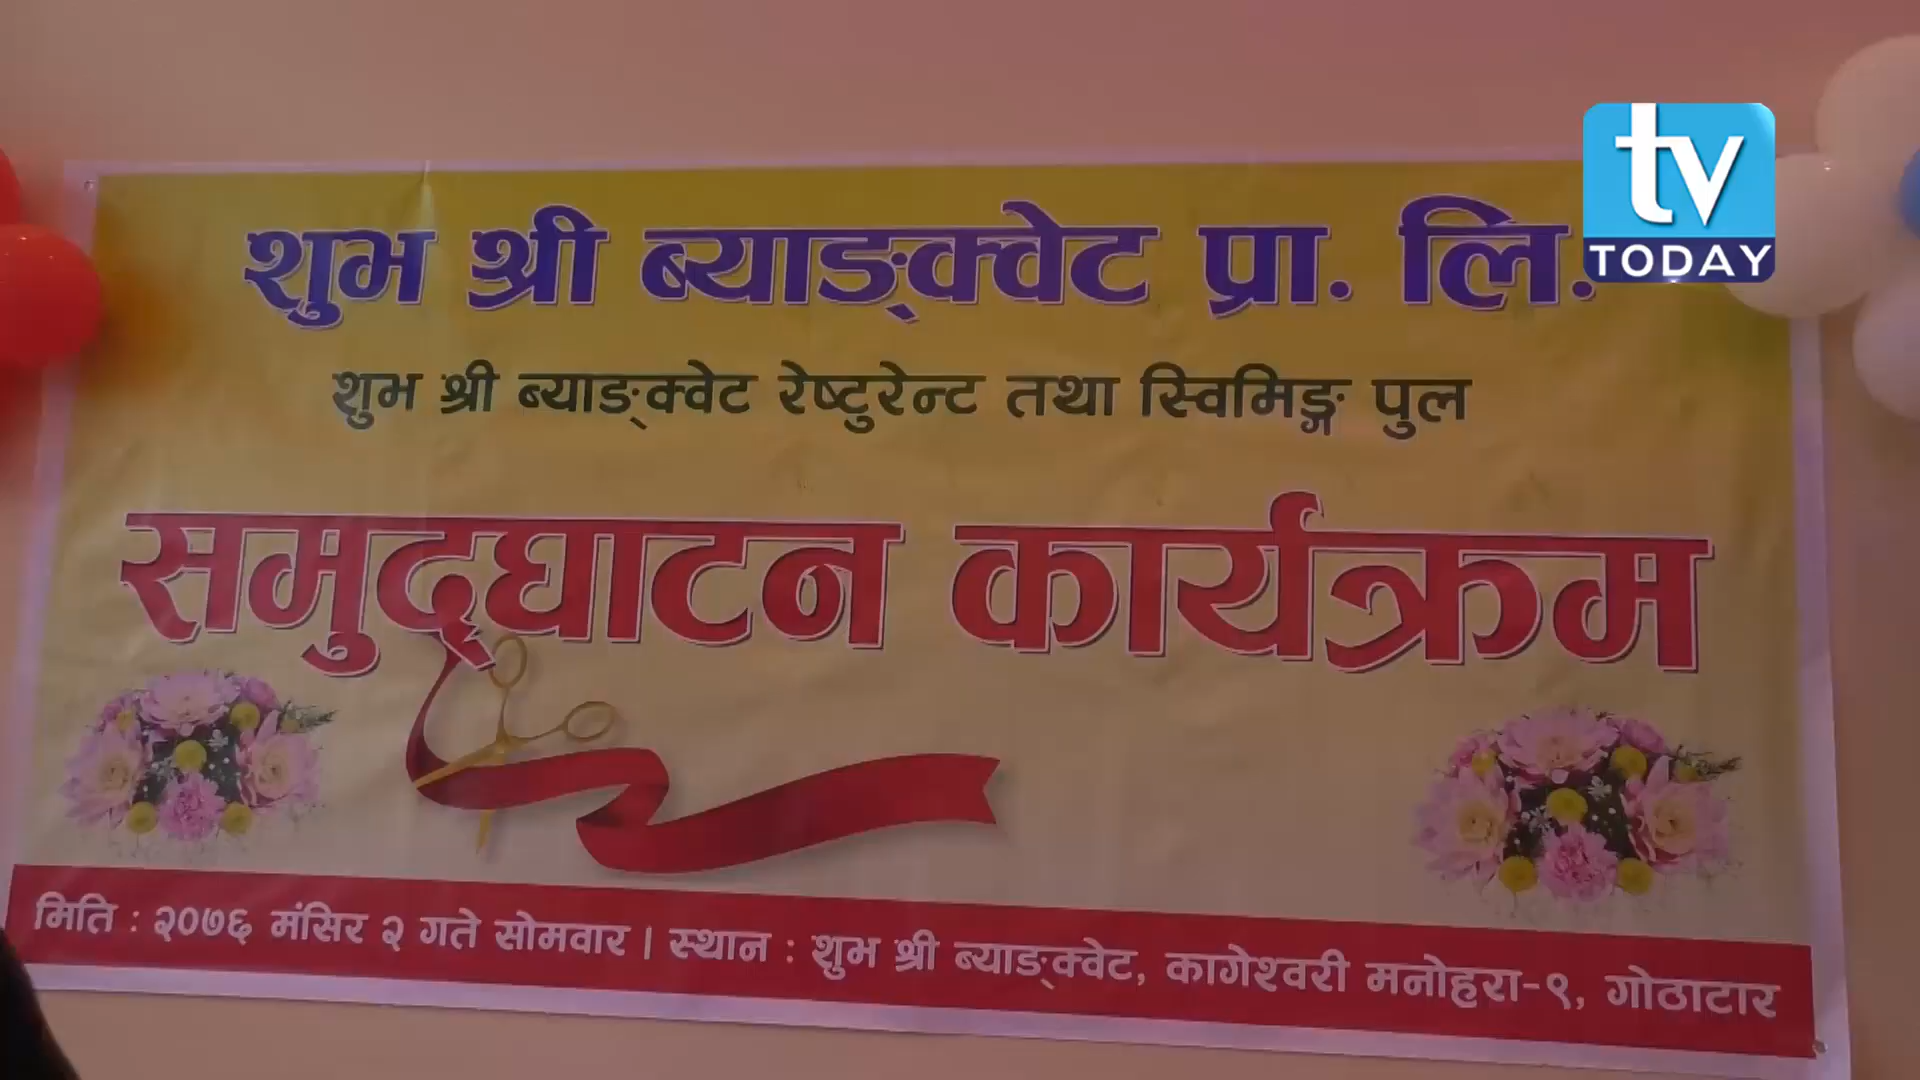 शुभ श्री ब्याङ्क्वेट प्रा. लि.
tv
TODAY
शुभ श्री ब्याङ्क्वेट रेष्टुरेन्ट तथा स्विमिङ्ग पुल
समुद्घाटन कार्यक्रम
मिति : २०७६ मंसिर २ गते सोमवार । स्थान : शुभ श्री ब्याङ्क्वेट, कागेश्वरी मनोहरा-९, गोठाटार